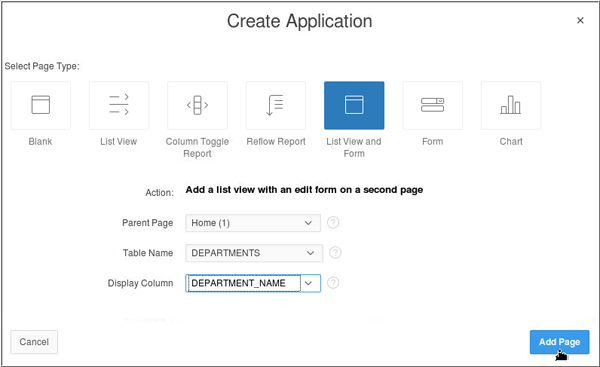 Create Application
×
Select Page Type:
Blank
List View
Column Toggle
Report
Reflow Report
List View and
Form
Form
Chart
Action:
Add a list view with an edit form on a second page
Parent Page
Home (1)
?
Table Name
DEPARTMENTS
?
Display Column
DEPARTMENT_NAME
?
Cancel
Add Page